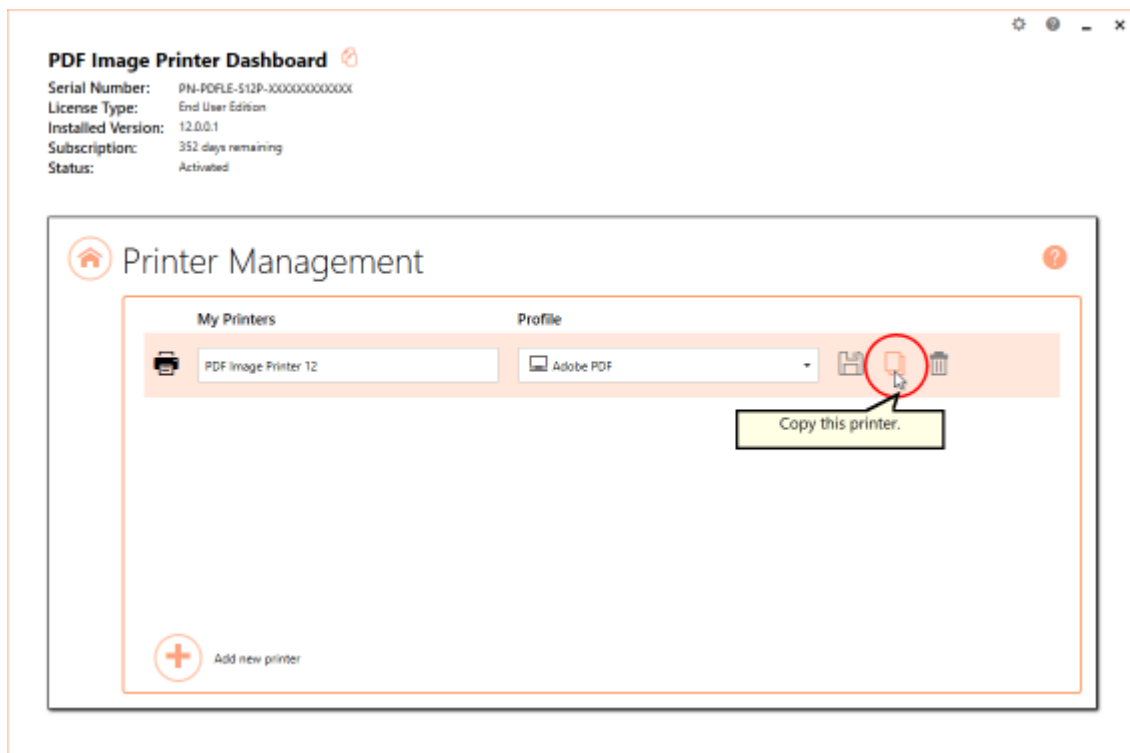 PDF Image Printer Dashboard
Serial Number: PN-PDFLE-S12P-XXXXXXXXXXXX
License Type: End User Edition
Installed Version: 12.0.0.1
Subscription: 352 days remaining
Status: Activated
Printer Management
?
My Printers Profile
PDF Image Printer 12 Adobe PDF
Copy this printer.
Add new printer